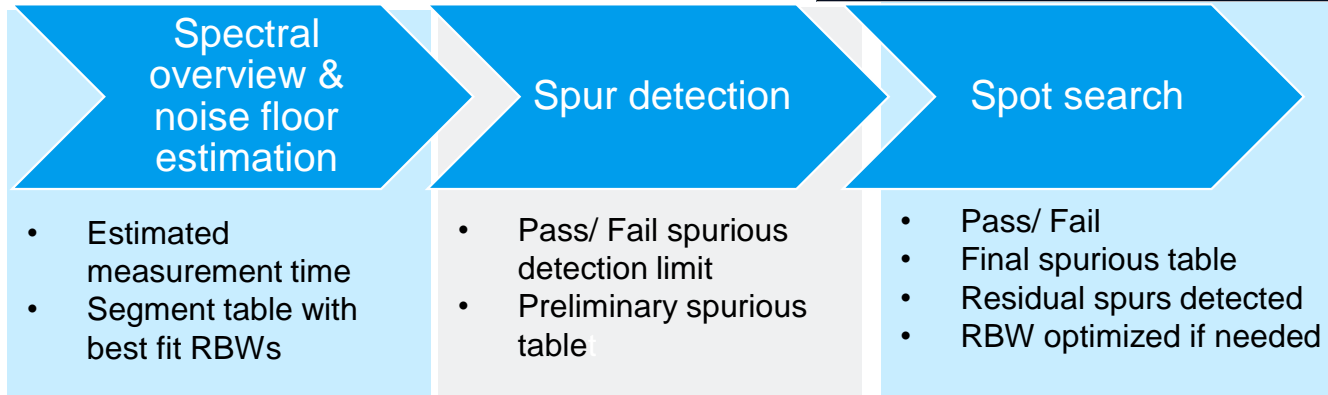 Spectral
overview &
noise floor
estimation
Spur detection
Spot search
• Estimated
measurement time
• Segment table with
best fit RBWs
• Pass/ Fail spurious
detection limit
• Preliminary spurious
tablet
• Pass/ Fail
• Final spurious table
• Residual spurs detected
• RBW optimized if needed